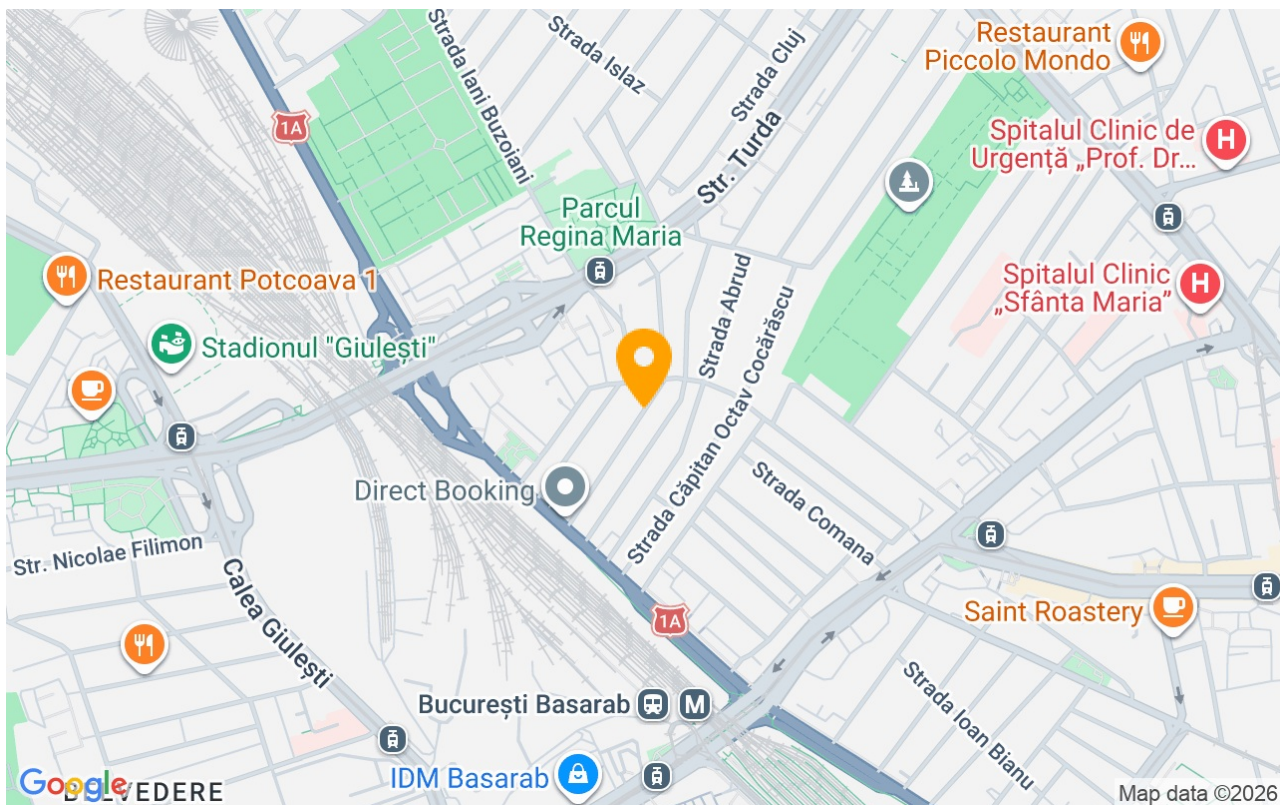 Strada Iani Buzoiani
Strada Islaz
Strada Cluj
Restaurant
Piccolo Mondo
1A
Str. Turda
Spitalul Clinic de
Urgență „Prof. Dr...
H
Parcul
Regina Maria
Restaurant Potcoava 1
Spitalul Clinic
„Sfânta Maria”
H
Strada Abrud
Stadionul "Giulești"
Strada Căpitan Octav Cocărăscu
Direct Booking
Strada Comana
Str. Nicolae Filimon
Calea Giulești
1A
Saint Roastery
București Basarab
M
Strada Ioan Bianu
IDM Basarab
Google
BELVEDERE
Map data ©2026